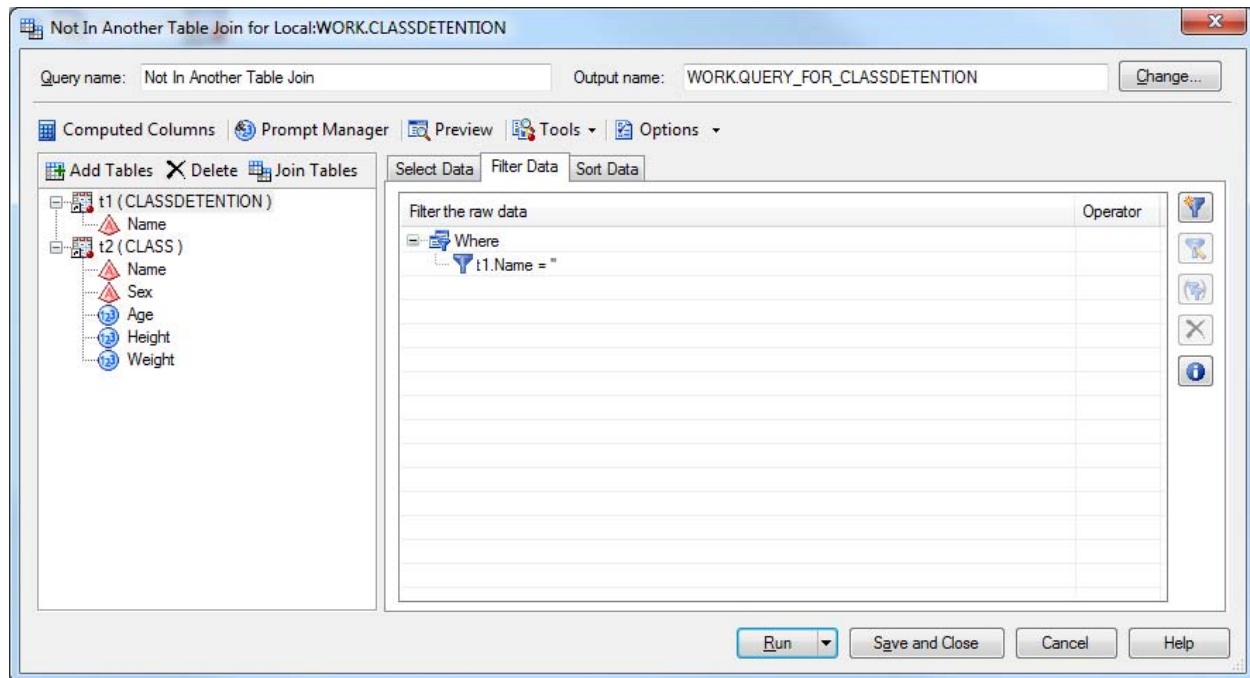 Not In Another Table Join for Local:WORK.CLASSDETENTION
Query name: Not In Another Table Join Output name: WORK.QUERY_FOR_CLASSDETENTION Change...
Computed Columns Prompt Manager Preview Tools Options
Add Tables Delete Join Tables Select Data Filter Data Sort Data
t1 ( CLASSDETENTION )
Name
t2 ( CLASS )
Name
Sex
Age
Height
Weight
Filter the raw data Operator
Where
t1.Name = ''
Run Save and Close Cancel Help